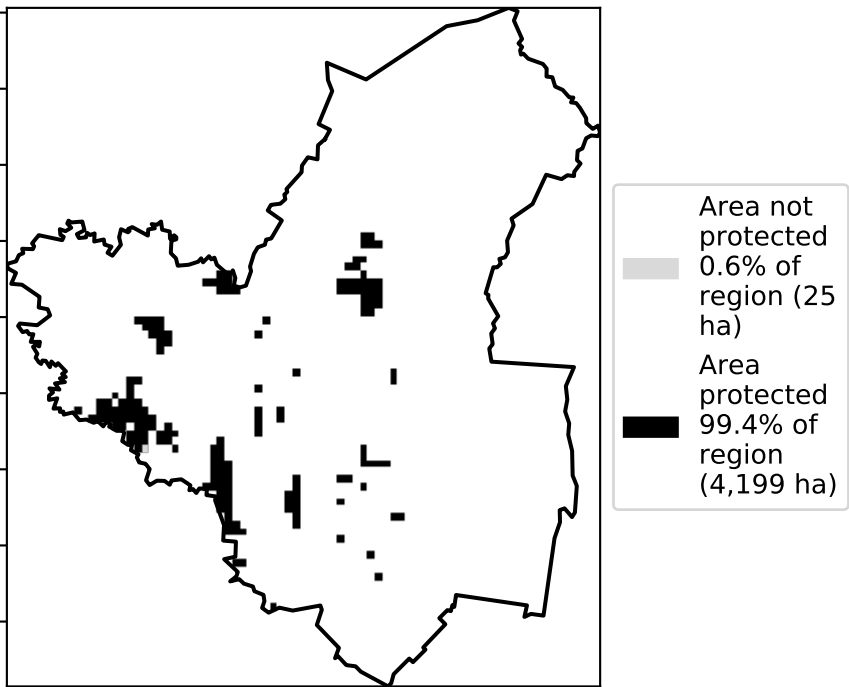 Area not
protected
0.6% of
region (25
ha)
Area
protected
99.4% of
region
(4,199 ha)